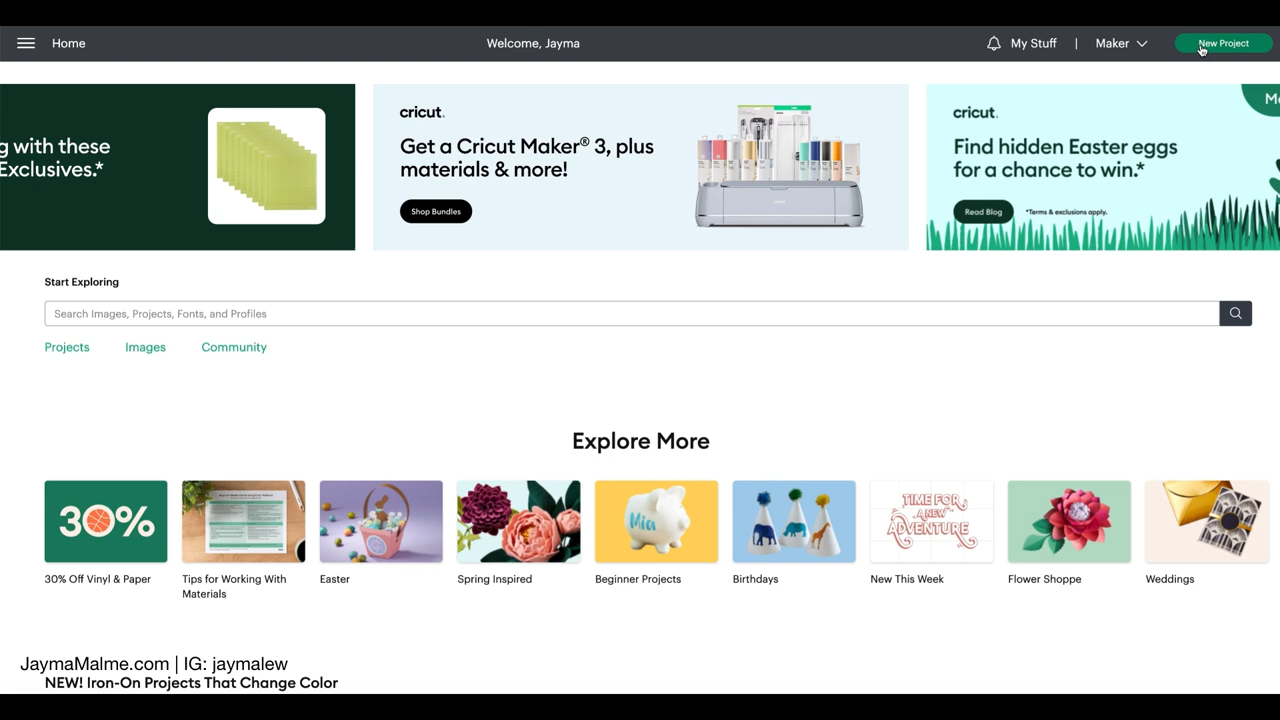 Home
Welcome, Jayma
My Stuff | Maker
New Project
g with these
Exclusives.*
cricut.
Get a Cricut Maker® 3, plus
materials & more!
Shop Bundles
cricut.
Find hidden Easter eggs
for a chance to win.*
Read Blog
*Terms & exclusions apply.
Start Exploring
Search Images, Projects, Fonts, and Profiles
Projects
Images
Community
Explore More
30%
Mia
TIME FOR
A NEW
ADVENTURE
30% Off Vinyl & Paper
Tips for Working With
Materials
Easter
Spring Inspired
Beginner Projects
Birthdays
New This Week
Flower Shoppe
Weddings
JaymaMalme.com | IG: jaymalew
NEW! Iron-On Projects That Change Color